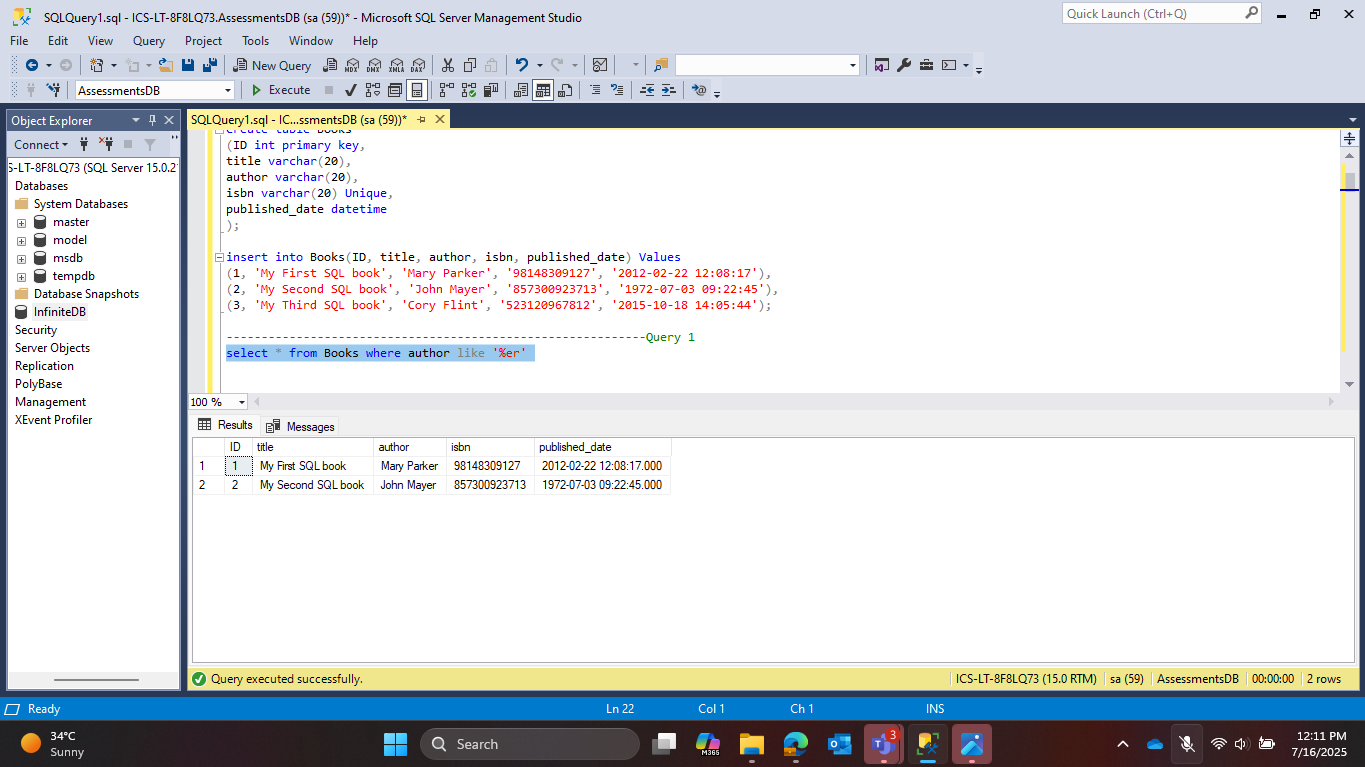 SQLQuery1.sql - ICS-LT-8F8LQ73.AssessmentsDB (sa (59))* - Microsoft SQL Server Management Studio
Quick Launch (Ctrl+Q)
File Edit View Query Project Tools Window Help
New Query MDX DMX XMLA DAX
AssessmentsDB Execute
Object Explorer
Connect
S-LT-8F8LQ73 (SQL Server 15.0.2
Databases
System Databases
master
model
msdb
tempdb
Database Snapshots
InfiniteDB
Security
Server Objects
Replication
PolyBase
Management
XEvent Profiler
SQLQuery1.sql - IC...ssmentsDB (sa (59))*
create table Books
(ID int primary key,
title varchar(20),
author varchar(20),
isbn varchar(20) Unique,
published_date datetime
);
insert into Books(ID, title, author, isbn, published_date) Values
(1, 'My First SQL book', 'Mary Parker', '98148309127', '2012-02-22 12:08:17'),
(2, 'My Second SQL book', 'John Mayer', '857300923713', '1972-07-03 09:22:45'),
(3, 'My Third SQL book', 'Cory Flint', '523120967812', '2015-10-18 14:05:44');
------------------------------------------------------------Query 1
select * from Books where author like '%er'
100 %
Results Messages
ID title author isbn published_date
1 1 My First SQL book Mary Parker 98148309127 2012-02-22 12:08:17.000
2 2 My Second SQL book John Mayer 857300923713 1972-07-03 09:22:45.000
Query executed successfully. ICS-LT-8F8LQ73 (15.0 RTM) sa (59) AssessmentsDB 00:00:00 2 rows
Ready Ln 22 Col 1 Ch 1 INS
34°C
Sunny
Search
M365
3
12:11 PM
7/16/2025